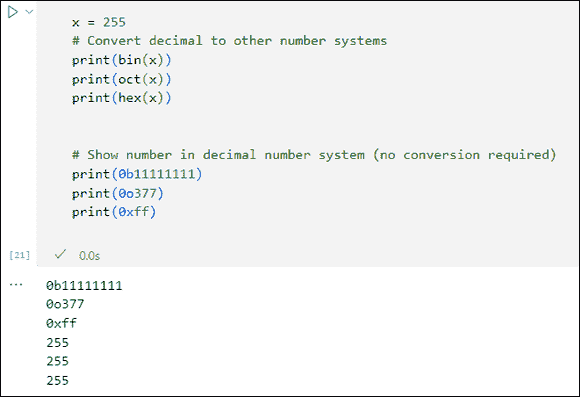 x = 255
# Convert decimal to other number systems
print(bin(x))
print(oct(x))
print(hex(x))
# Show number in decimal number system (no conversion required)
print(0b11111111)
print(0o377)
print(0xff)
[21] ✓ 0.0s
... 0b11111111
0o377
0xff
255
255
255